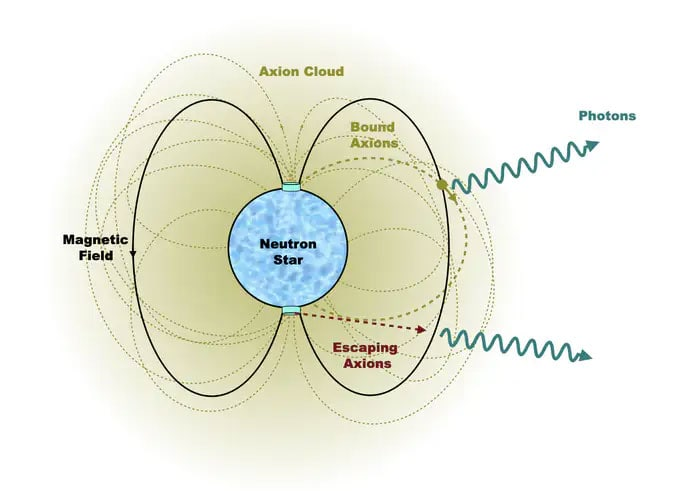 Axion Cloud
Photons
Bound
Axions
Magnetic
Field
Neutron
Star
Escaping
Axions